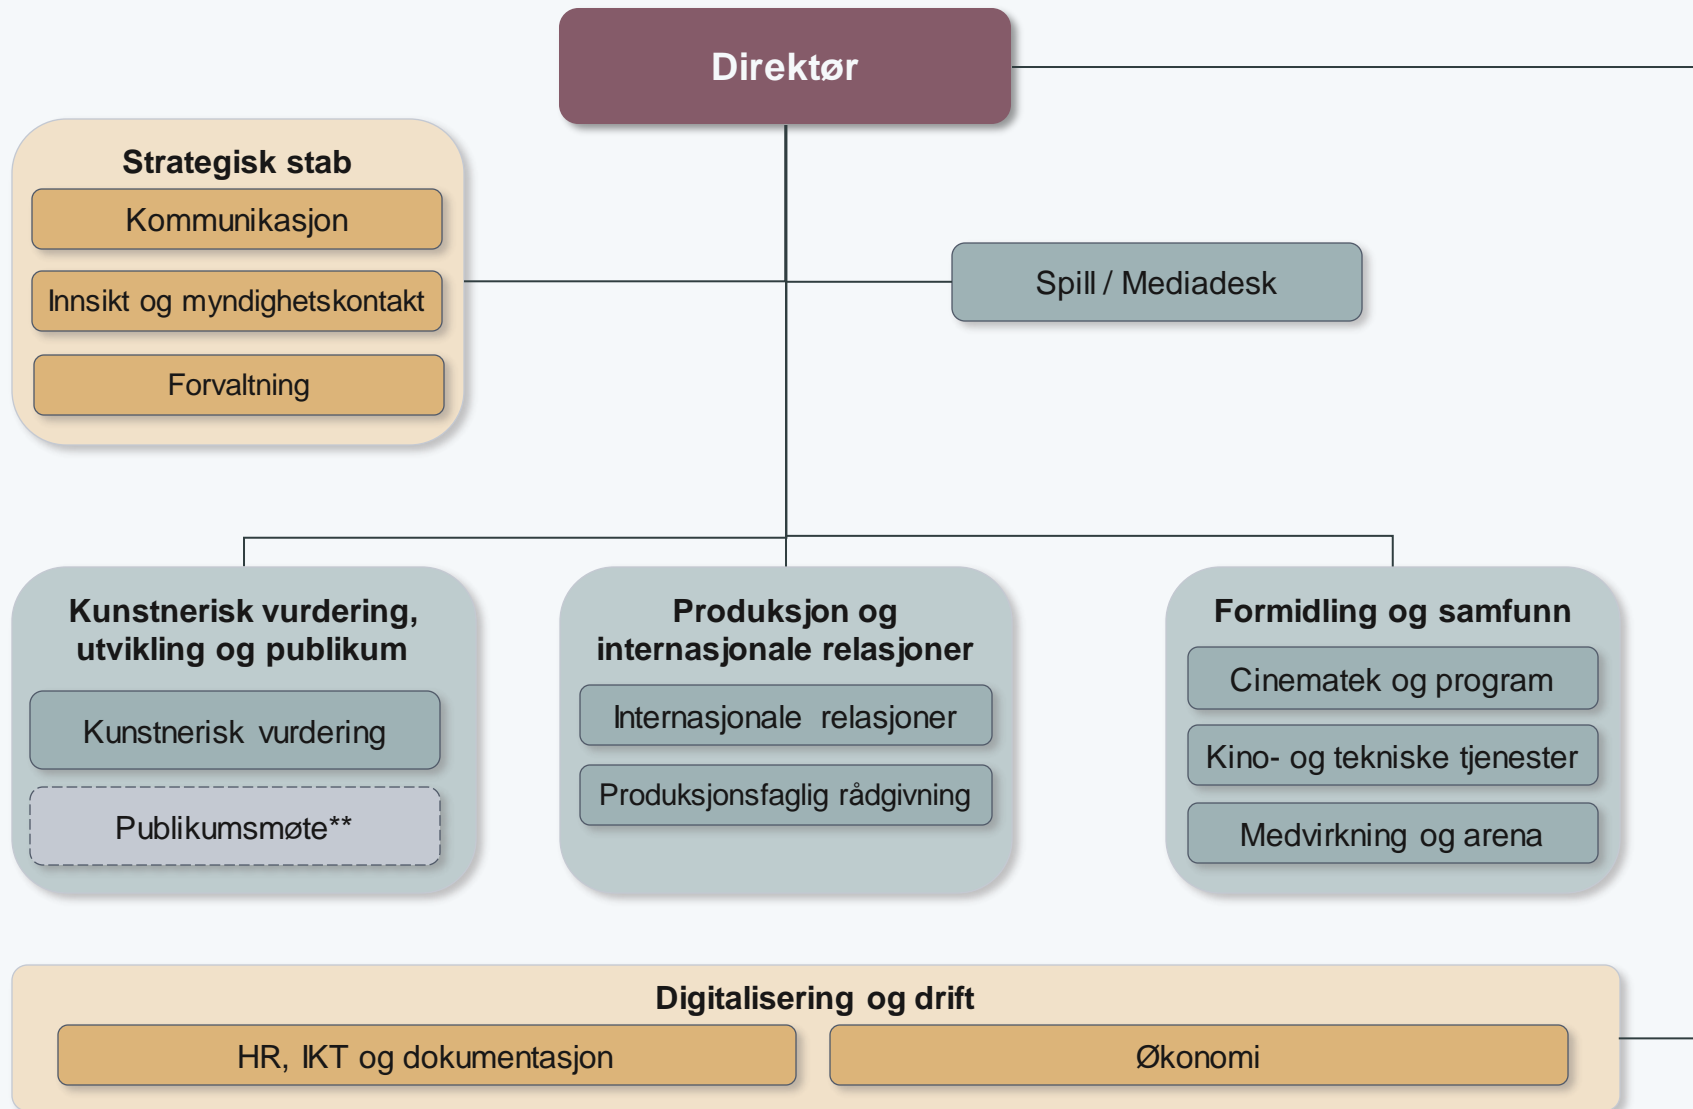 Direktør
Strategisk stab
Kommunikasjon
Innsikt og myndighetskontakt
Forvaltning
Spill / Mediadesk
Kunstnerisk vurdering,
utvikling og publikum
Kunstnerisk vurdering
Publikumsmøte**
Produksjon og
internasjonale relasjoner
Internasjonale relasjoner
Produksjonsfaglig rådgivning
Formidling og samfunn
Cinematek og program
Kino- og tekniske tjenester
Medvirkning og arena
Digitalisering og drift
HR, IKT og dokumentasjon
Økonomi